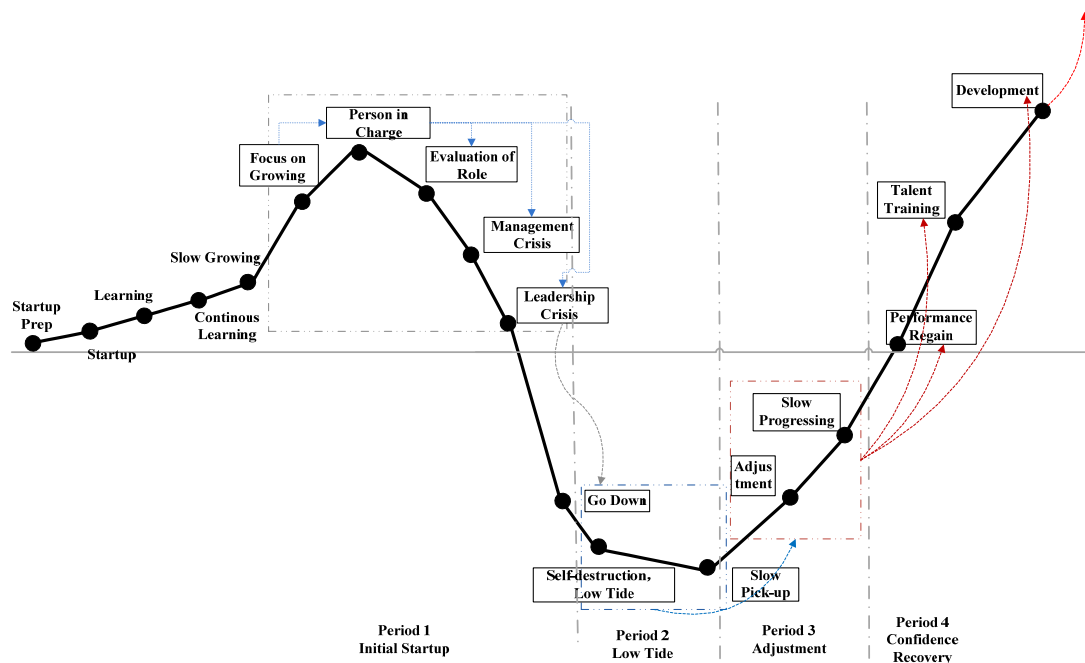 Development
Person in
Charge
Focus on
Growing
Evaluation of
Role
Talent
Training
Management
Crisis
Slow Growing
Learning
Leadership
Crisis
Startup
Prep
Continous
Learning
Startup
Performance
Regain
Slow
Progressing
Adjus
tment
Go Down
Self-destruction,
Low Tide
Slow
Pick-up
Period 1
Initial Startup
Period 2
Low Tide
Period 3
Adjustment
Period 4
Confidence
Recovery